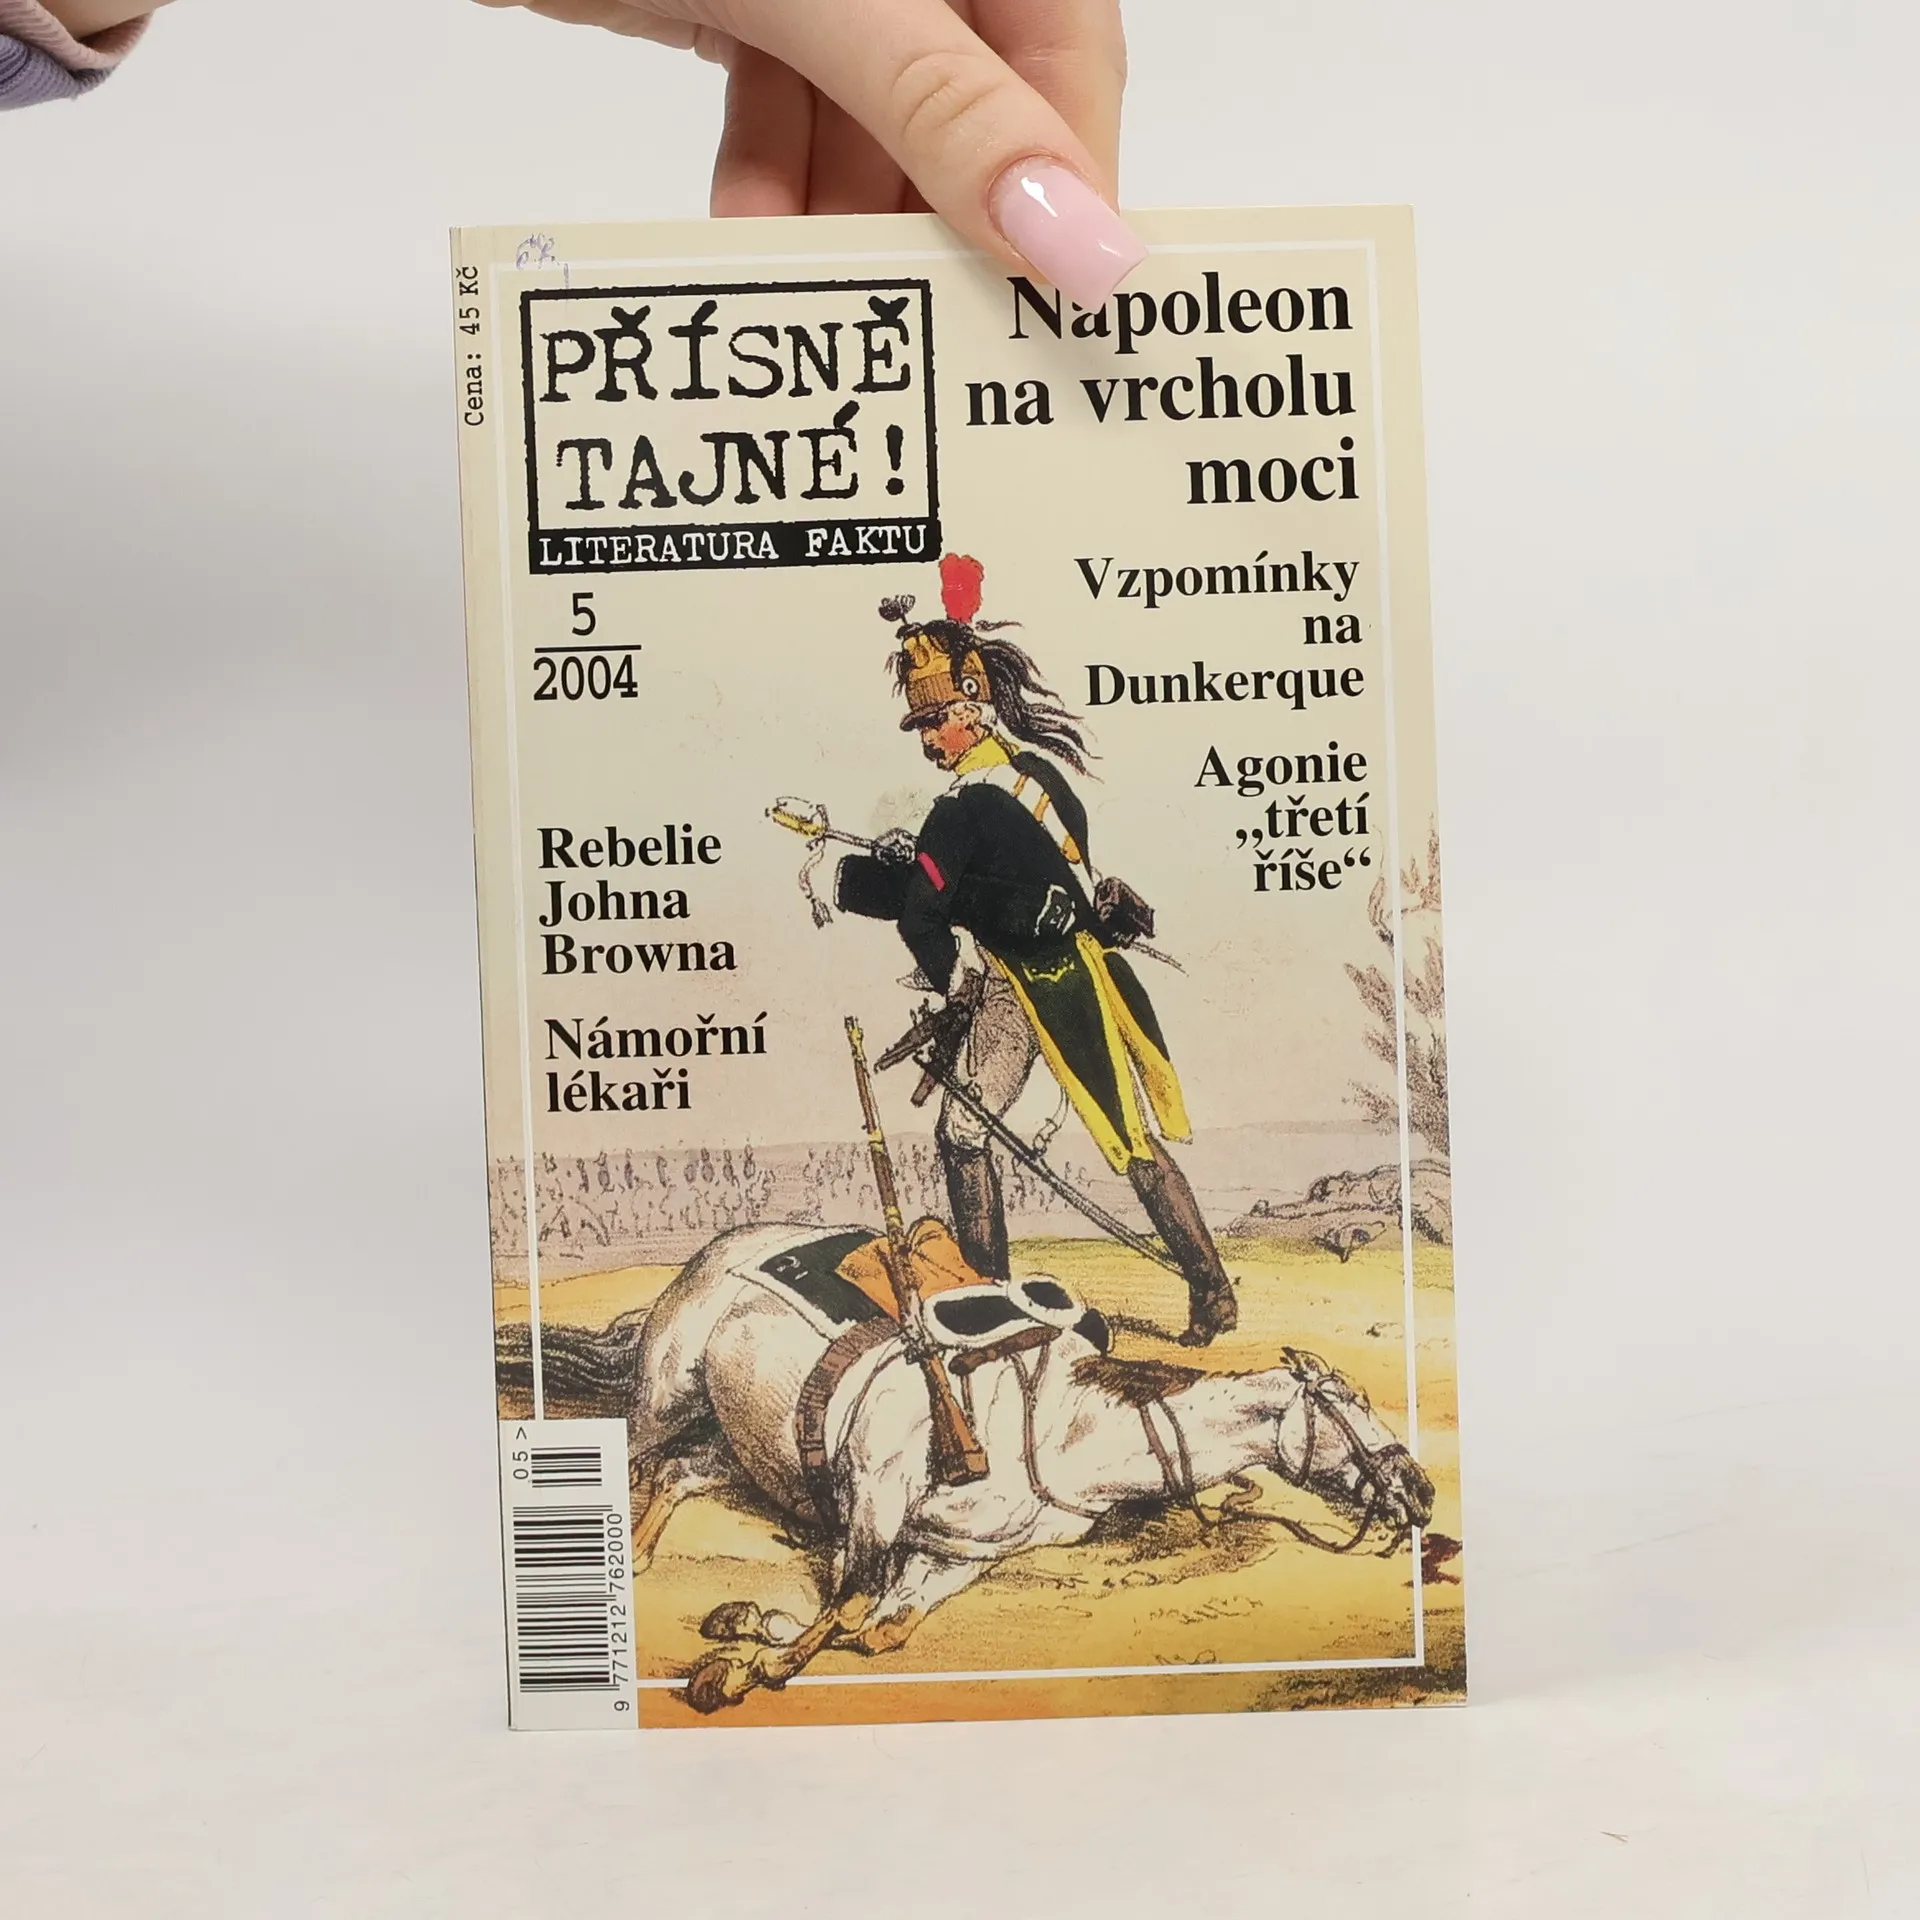 Cena: 45 Kč
PŘÍSNĚ
TAJNÉ!
LITERATURA FAKTU
5
2004
Napoleon
na vrcholu
moci
Vzpomínky
na
Dunkerque
Agonie
„třetí
říše“
Rebelie
Johna
Browna
Námořní
lékaři
05 >
9 771212 762000